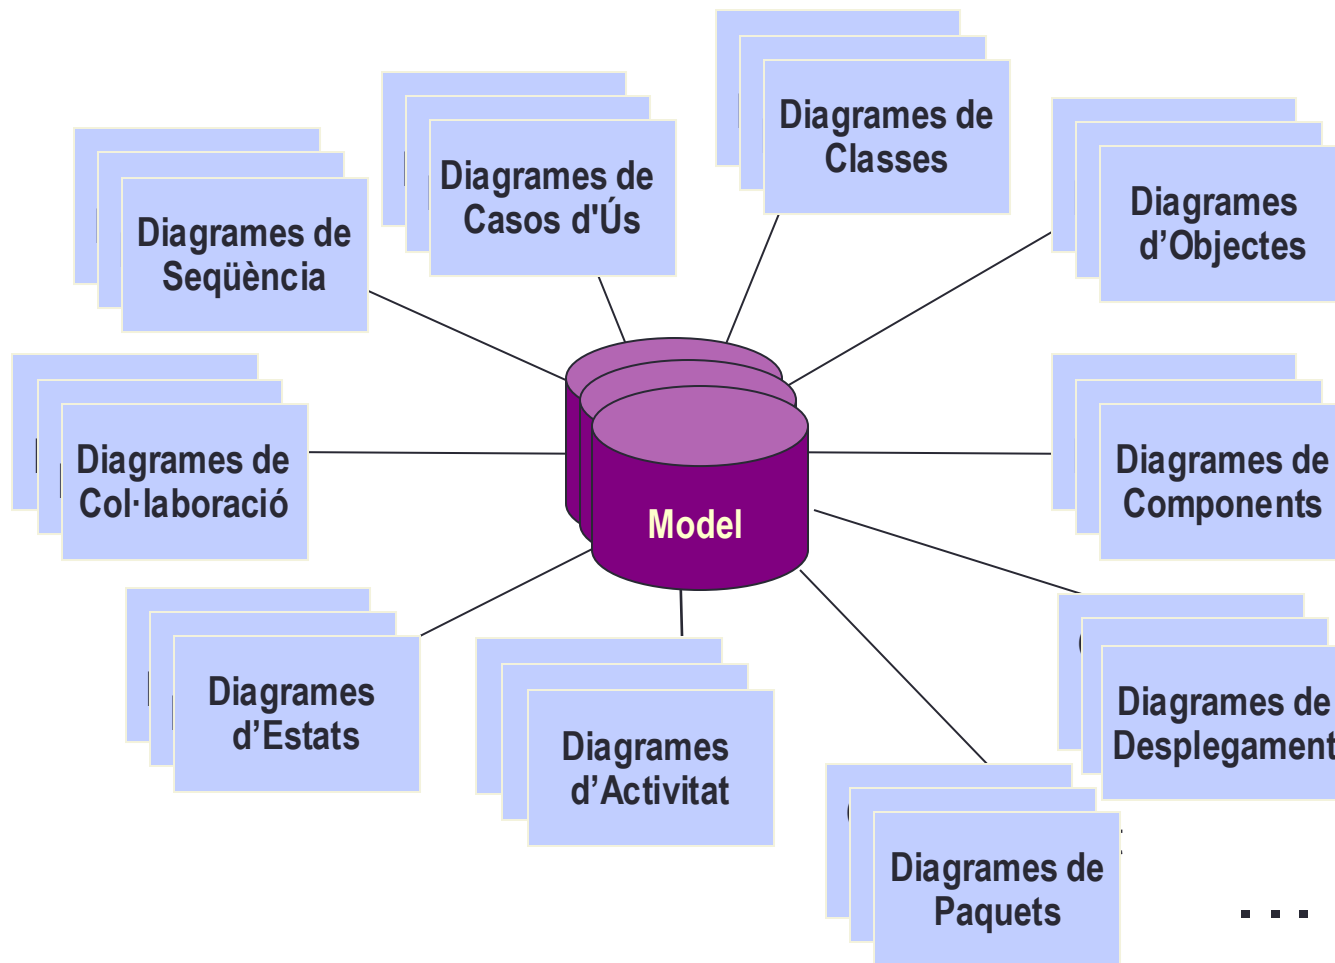 Diagrames de
Classes
Diagrames de
Casos d'Ús
Diagrames
d’Objectes
Diagrames de
Seqüència
Diagrames de
Col·laboració
Diagrames de
Components
Model
Diagrames
d’Estats
Diagrames
d’Activitat
Diagrames de
Desplegament
Diagrames de
Paquets
...